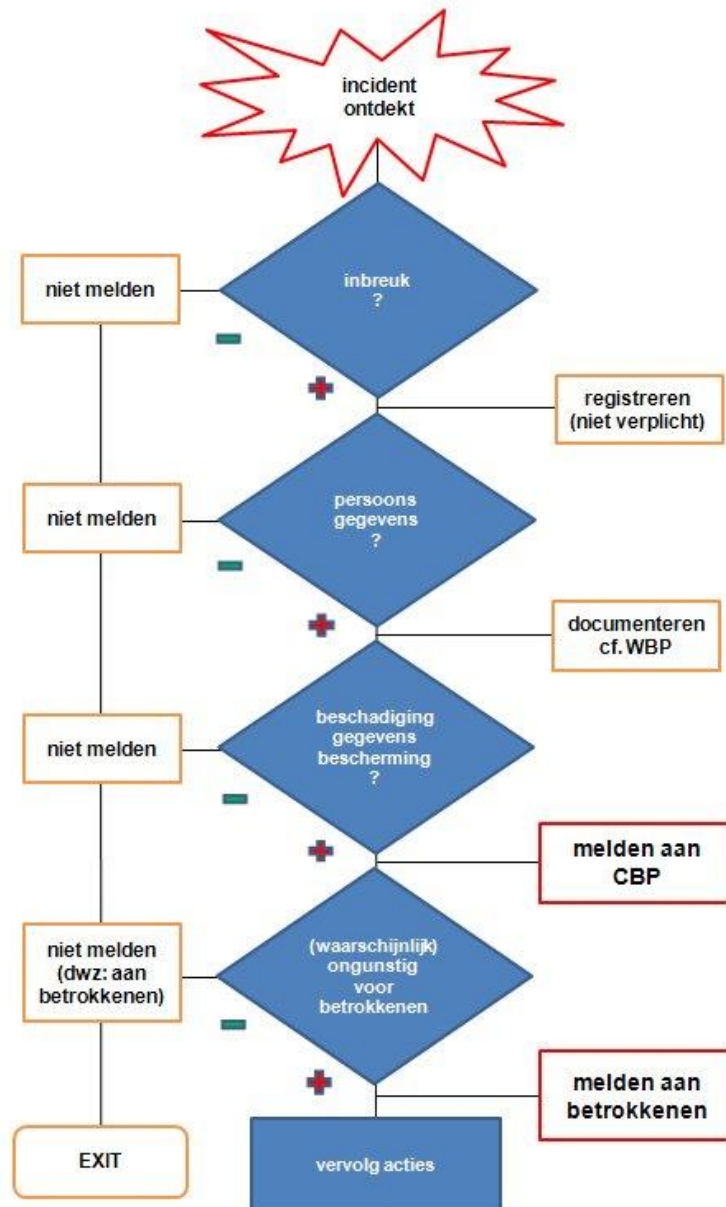 incident
ontdekt
niet melden
inbreuk
?
registreren
(niet verplicht)
niet melden
persoons
gegevens
?
documenteren
cf. WBP
niet melden
beschadiging
gegevens
bescherming
?
melden aan
CBP
niet melden
(dwz: aan
betrokkenen)
(waarschijnlijk)
ongunstig
voor
betrokkenen
melden aan
betrokkenen
EXIT
vervolg acties